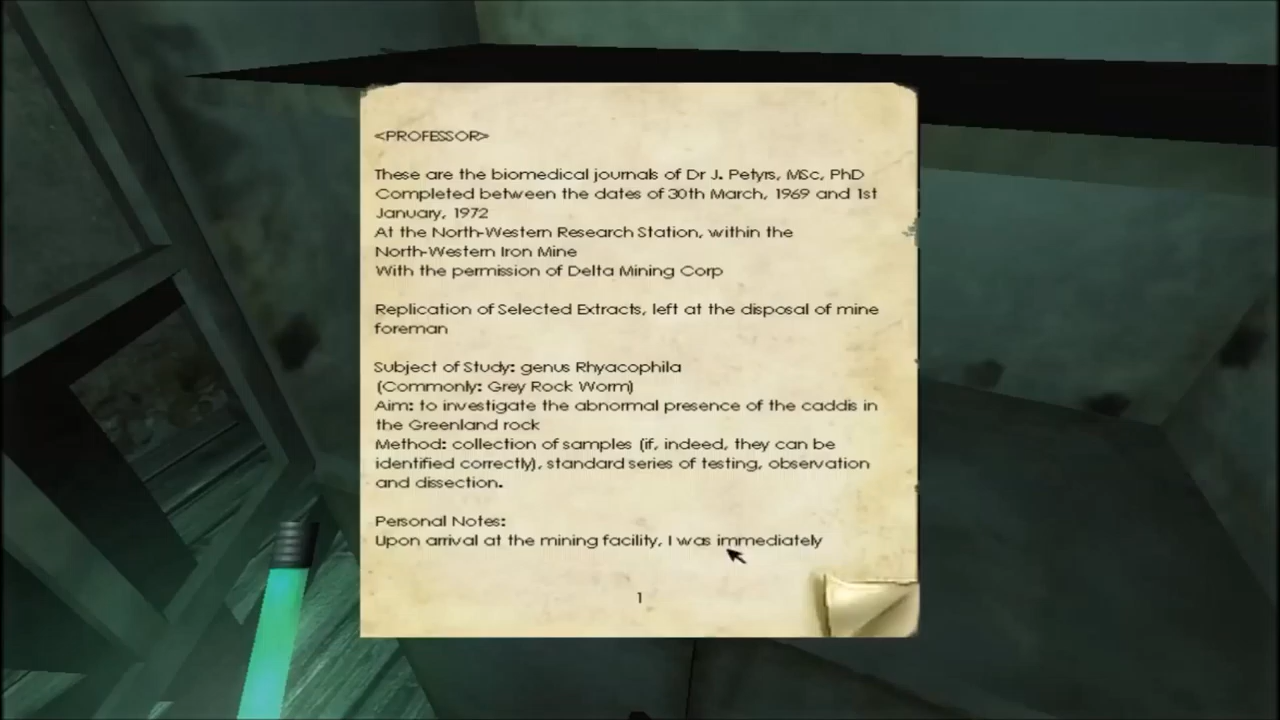 <PROFESSOR>
These are the biomedical journals of Dr J. Petyrs, MSc, PhD
Completed between the dates of 30th March, 1969 and 1st
January, 1972
At the North-Western Research Station, within the
North-Western Iron Mine
With the permission of Delta Mining Corp
Replication of Selected Extracts, left at the disposal of mine
foreman
Subject of Study: genus Rhyacophila
(Commonly: Grey Rock Worm)
Aim: to investigate the abnormal presence of the caddis in
the Greenland rock
Method: collection of samples (if, indeed, they can be
identified correctly), standard series of testing, observation
and dissection.
Personal Notes:
Upon arrival at the mining facility, I was immediately
1